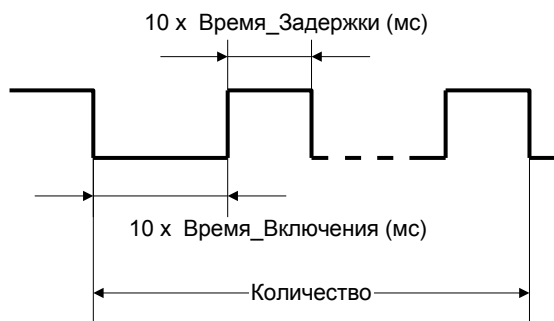 10 x Время_Задержки (мс)
10 x Время_Включения (мс)
Количество